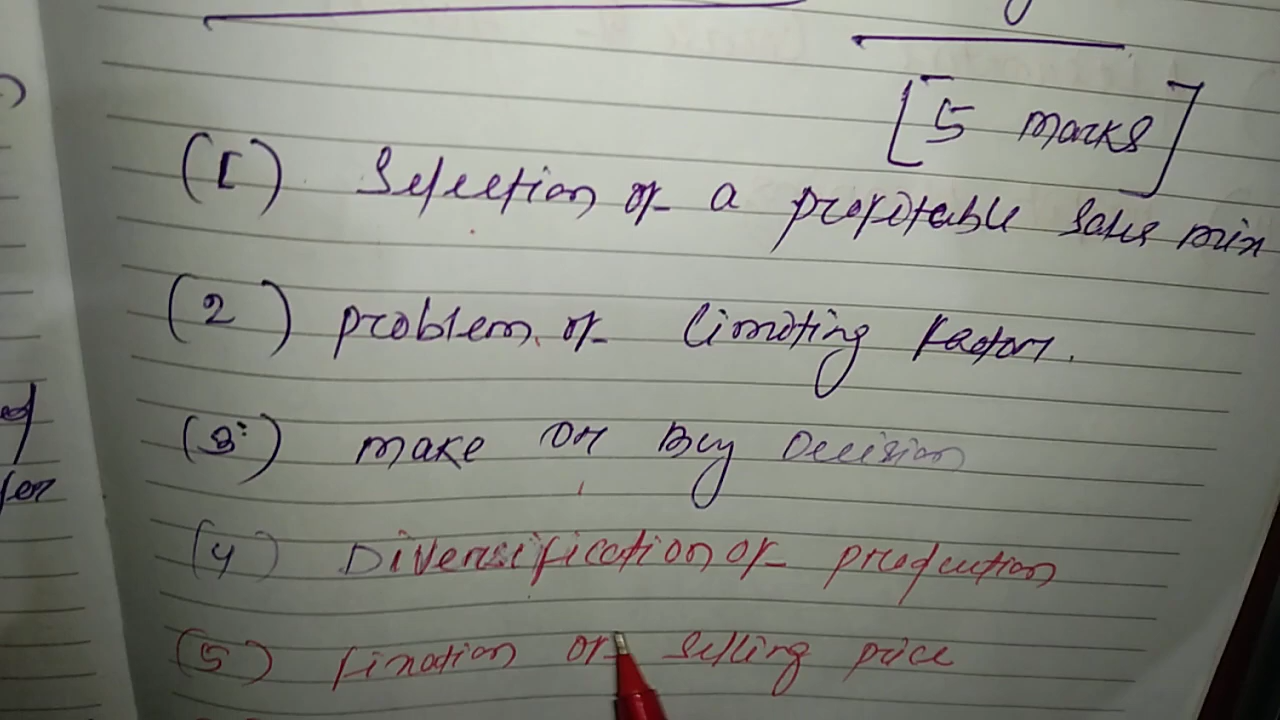 [5 marks]
(1) Selection of a profitable sales mix
(2) problem of limiting factor.
(3) make or Buy Decision
(4) Diversification of production
(5) fixation of selling price
for